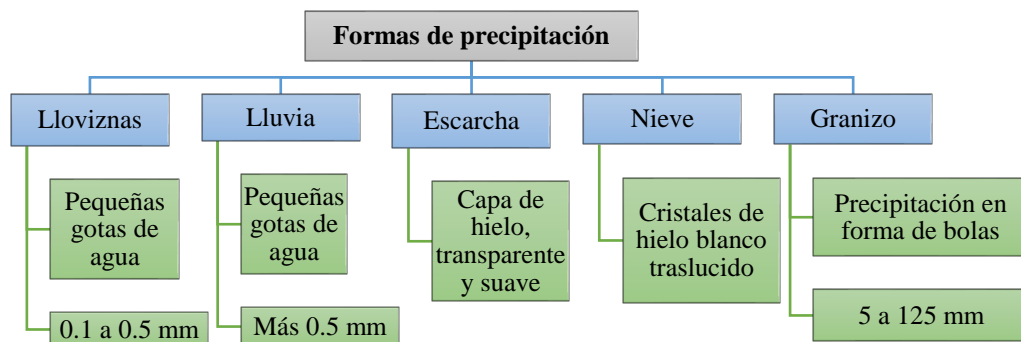 Formas de precipitación
Lloviznas
Pequeñas
gotas de
agua
0.1 a 0.5 mm
Lluvia
Pequeñas
gotas de
agua
Más 0.5 mm
Escarcha
Capa de
hielo,
transparente
y suave
Nieve
Cristales de
hielo blanco
traslucido
Granizo
Precipitación en
forma de bolas
5 a 125 mm